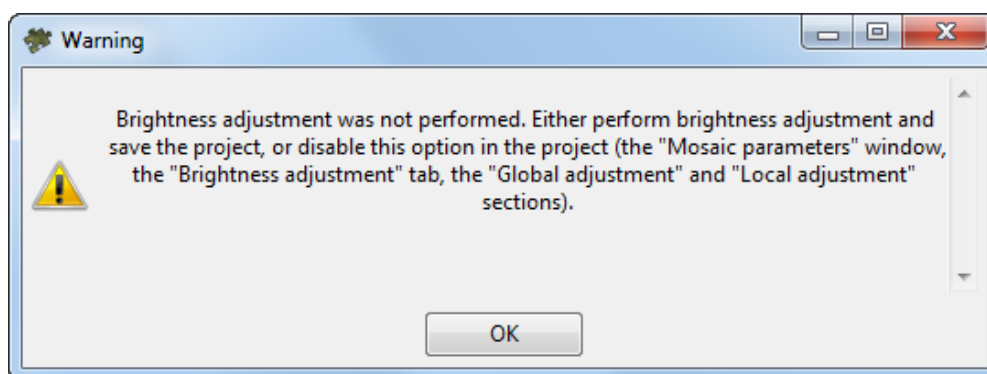 Warning
Brightness adjustment was not performed. Either perform brightness adjustment and
save the project, or disable this option in the project (the "Mosaic parameters" window,
the "Brightness adjustment" tab, the "Global adjustment" and "Local adjustment"
sections).
OK